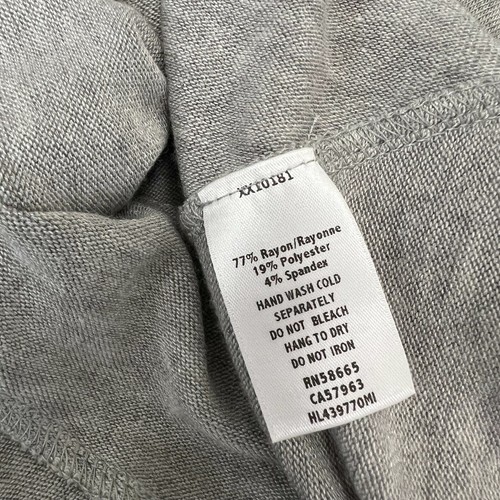 XX10181
77% Rayon/Rayonne
19% Polyester
4% Spandex
HAND WASH COLD
SEPARATELY
DO NOT BLEACH
HANG TO DRY
DO NOT IRON
RN58665
CA57963
HL439770MI